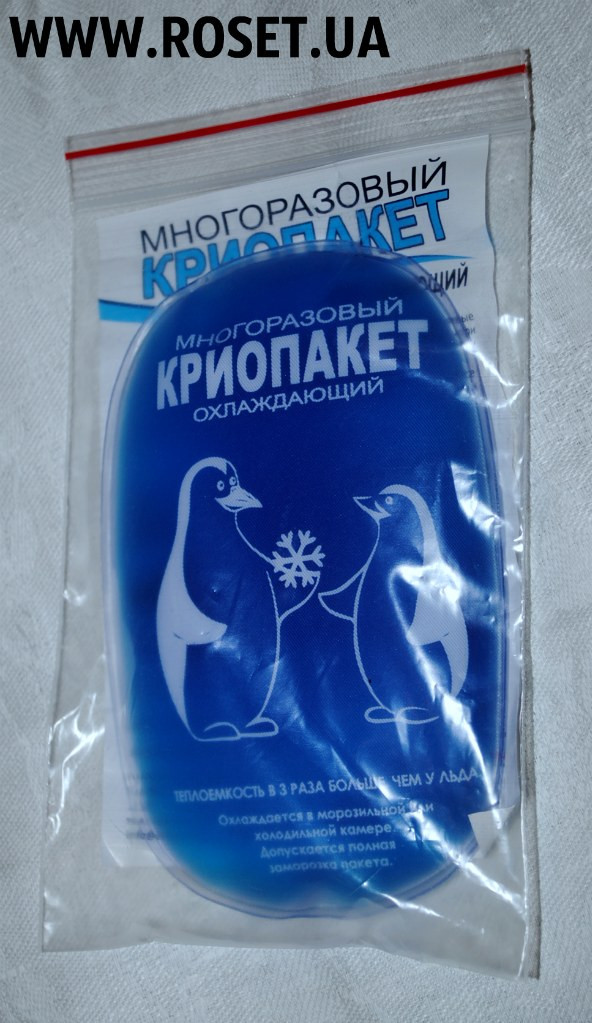 WWW.ROSET.UA
МНОГОРАЗОВЫЙ
КРИОПАКЕТ
МНОГОРАЗОВЫЙ
КРИОПАКЕТ
ОХЛАЖДАЮЩИЙ
ТЕПЛОЕМКОСТЬ В 3 РАЗА БОЛЬШЕ, ЧЕМ У ЛЬДА
Охлаждается в морозильной или
холодильной камере.
Допускается полная
заморозка пакета.